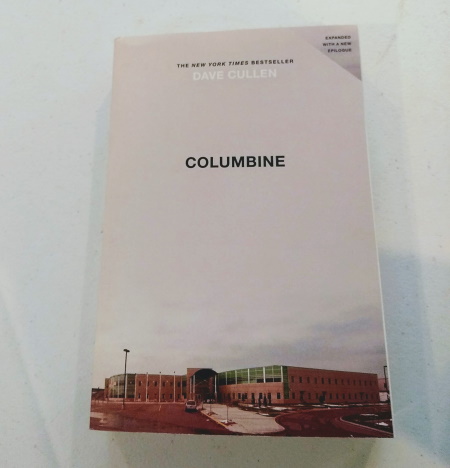 EXPANDED
WITH A NEW
EPILOGUE
THE NEW YORK TIMES BESTSELLER
DAVE CULLEN
COLUMBINE